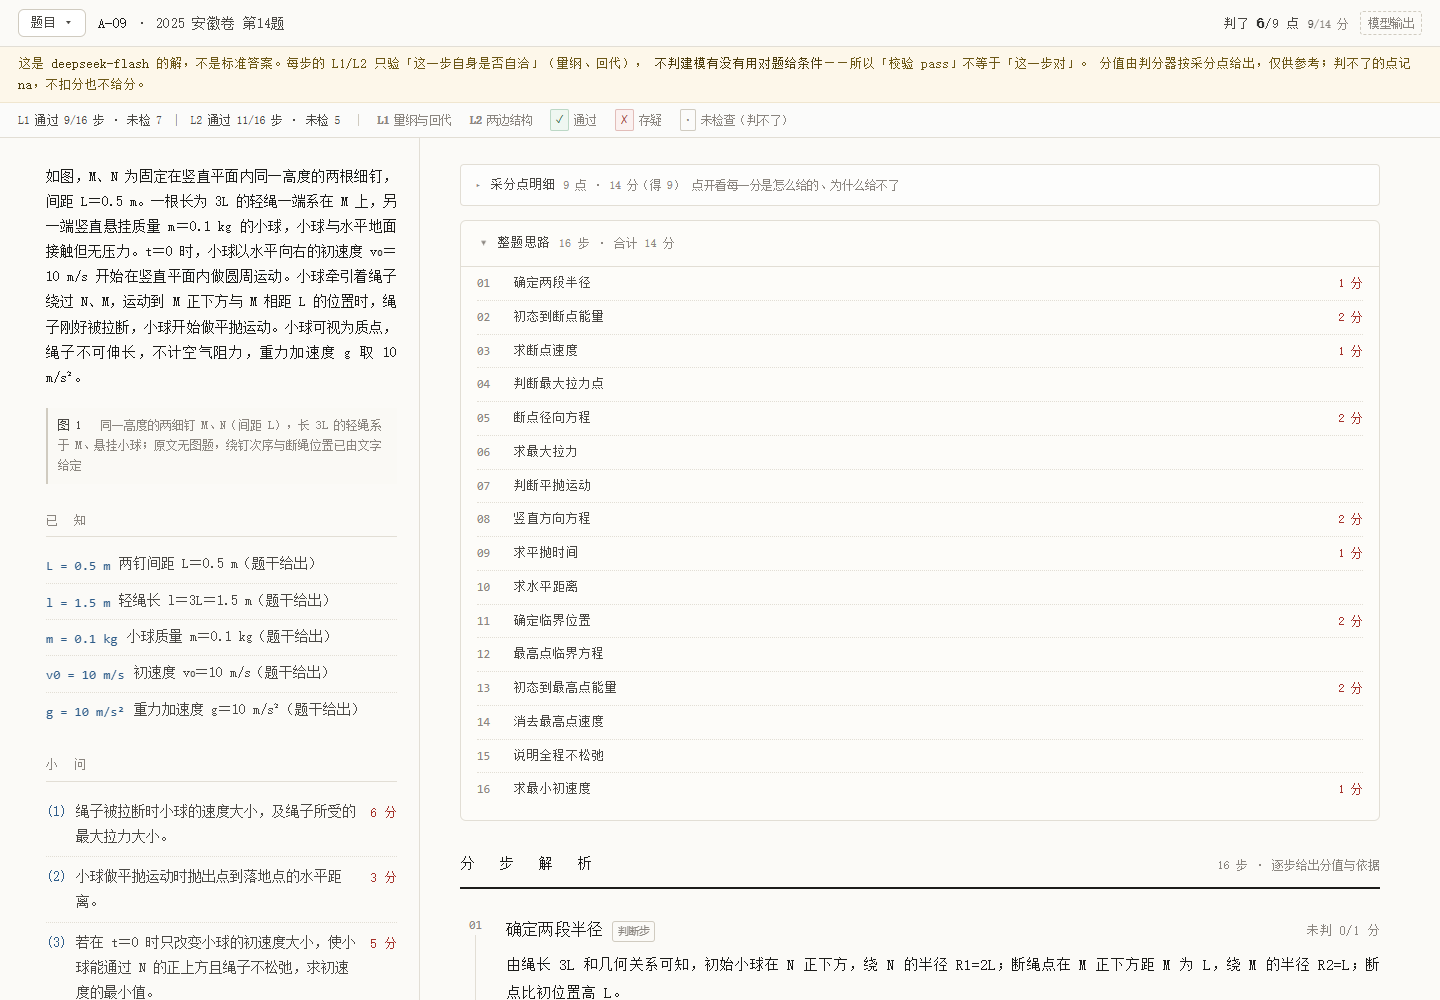 题目 ▾ A-09 · 2025 安徽卷 第14题 判了 6/9 点 9/14 分 模型输出
这是 deepseek-flash 的解，不是标准答案。每步的 L1/L2 只验「这一步自身是否自洽」（量纲、回代）， 不判建模有没有用对题给条件——所以「校验 pass」不等于「这一步对」。 分值由判分器按采分点给出，仅供参考；判不了的点记
na，不扣分也不给分。
L1 通过 9/16 步 · 未检 7 | L2 通过 11/16 步 · 未检 5 | L1 量纲与回代 L2 两边结构 ✓ 通过 ✗ 存疑 · 未检查（判不了）
如图，M、N 为固定在竖直平面内同一高度的两根细钉，
间距 L＝0.5 m。一根长为 3L 的轻绳一端系在 M 上，另
一端竖直悬挂质量 m＝0.1 kg 的小球，小球与水平地面
接触但无压力。t＝0 时，小球以水平向右的初速度 v₀＝
10 m/s 开始在竖直平面内做圆周运动。小球牵引着绳子
绕过 N、M，运动到 M 正下方与 M 相距 L 的位置时，绳
子刚好被拉断，小球开始做平抛运动。小球可视为质点，
绳子不可伸长，不计空气阻力，重力加速度 g 取 10
m/s²。
图 1 同一高度的两细钉 M、N（间距 L），长 3L 的轻绳系
于 M、悬挂小球；原文无图题，绕钉次序与断绳位置已由文字
给定
已 知
L = 0.5 m 两钉间距 L＝0.5 m（题干给出）
l = 1.5 m 轻绳长 l＝3L＝1.5 m（题干给出）
m = 0.1 kg 小球质量 m＝0.1 kg（题干给出）
v0 = 10 m/s 初速度 v₀＝10 m/s（题干给出）
g = 10 m/s² 重力加速度 g＝10 m/s²（题干给出）
小 问
(1) 绳子被拉断时小球的速度大小，及绳子所受的 6 分
最大拉力大小。
(2) 小球做平抛运动时抛出点到落地点的水平距 3 分
离。
(3) 若在 t＝0 时只改变小球的初速度大小，使小 5 分
球能通过 N 的正上方且绳子不松弛，求初速
度的最小值。
▸ 采分点明细 9 点 · 14 分（得 9） 点开看每一分是怎么给的、为什么给不了
▾ 整题思路 16 步 · 合计 14 分
01 确定两段半径 1 分
02 初态到断点能量 2 分
03 求断点速度 1 分
04 判断最大拉力点
05 断点径向方程 2 分
06 求最大拉力
07 判断平抛运动
08 竖直方向方程 2 分
09 求平抛时间 1 分
10 求水平距离
11 确定临界位置 2 分
12 最高点临界方程
13 初态到最高点能量 2 分
14 消去最高点速度
15 说明全程不松弛
16 求最小初速度 1 分
分 步 解 析 16 步 · 逐步给出分值与依据
01 确定两段半径 判断步 未判 0/1 分
由绳长 3L 和几何关系可知，初始小球在 N 正下方，绕 N 的半径 R1=2L；断绳点在 M 正下方距 M 为 L，绕 M 的半径 R2=L；断
点比初位置高 L。